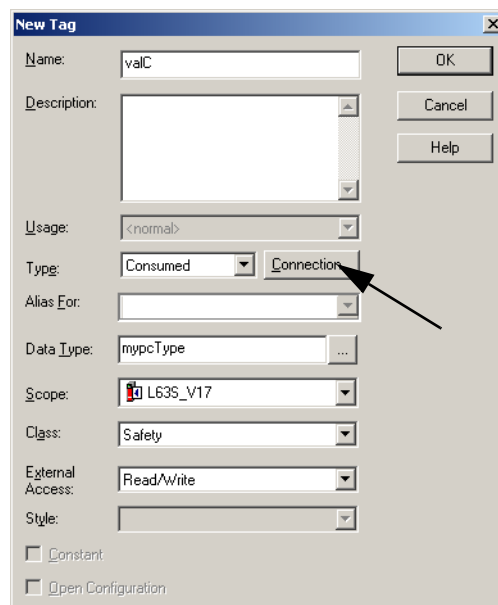 New Tag
Name: valC OK
Description: Cancel
Help
Usage: <normal>
Type: Consumed Connection
Alias For:
Data Type: mypcType ...
Scope: L63S_V17
Class: Safety
External Access: Read/Write
Style:
Constant
Open Configuration